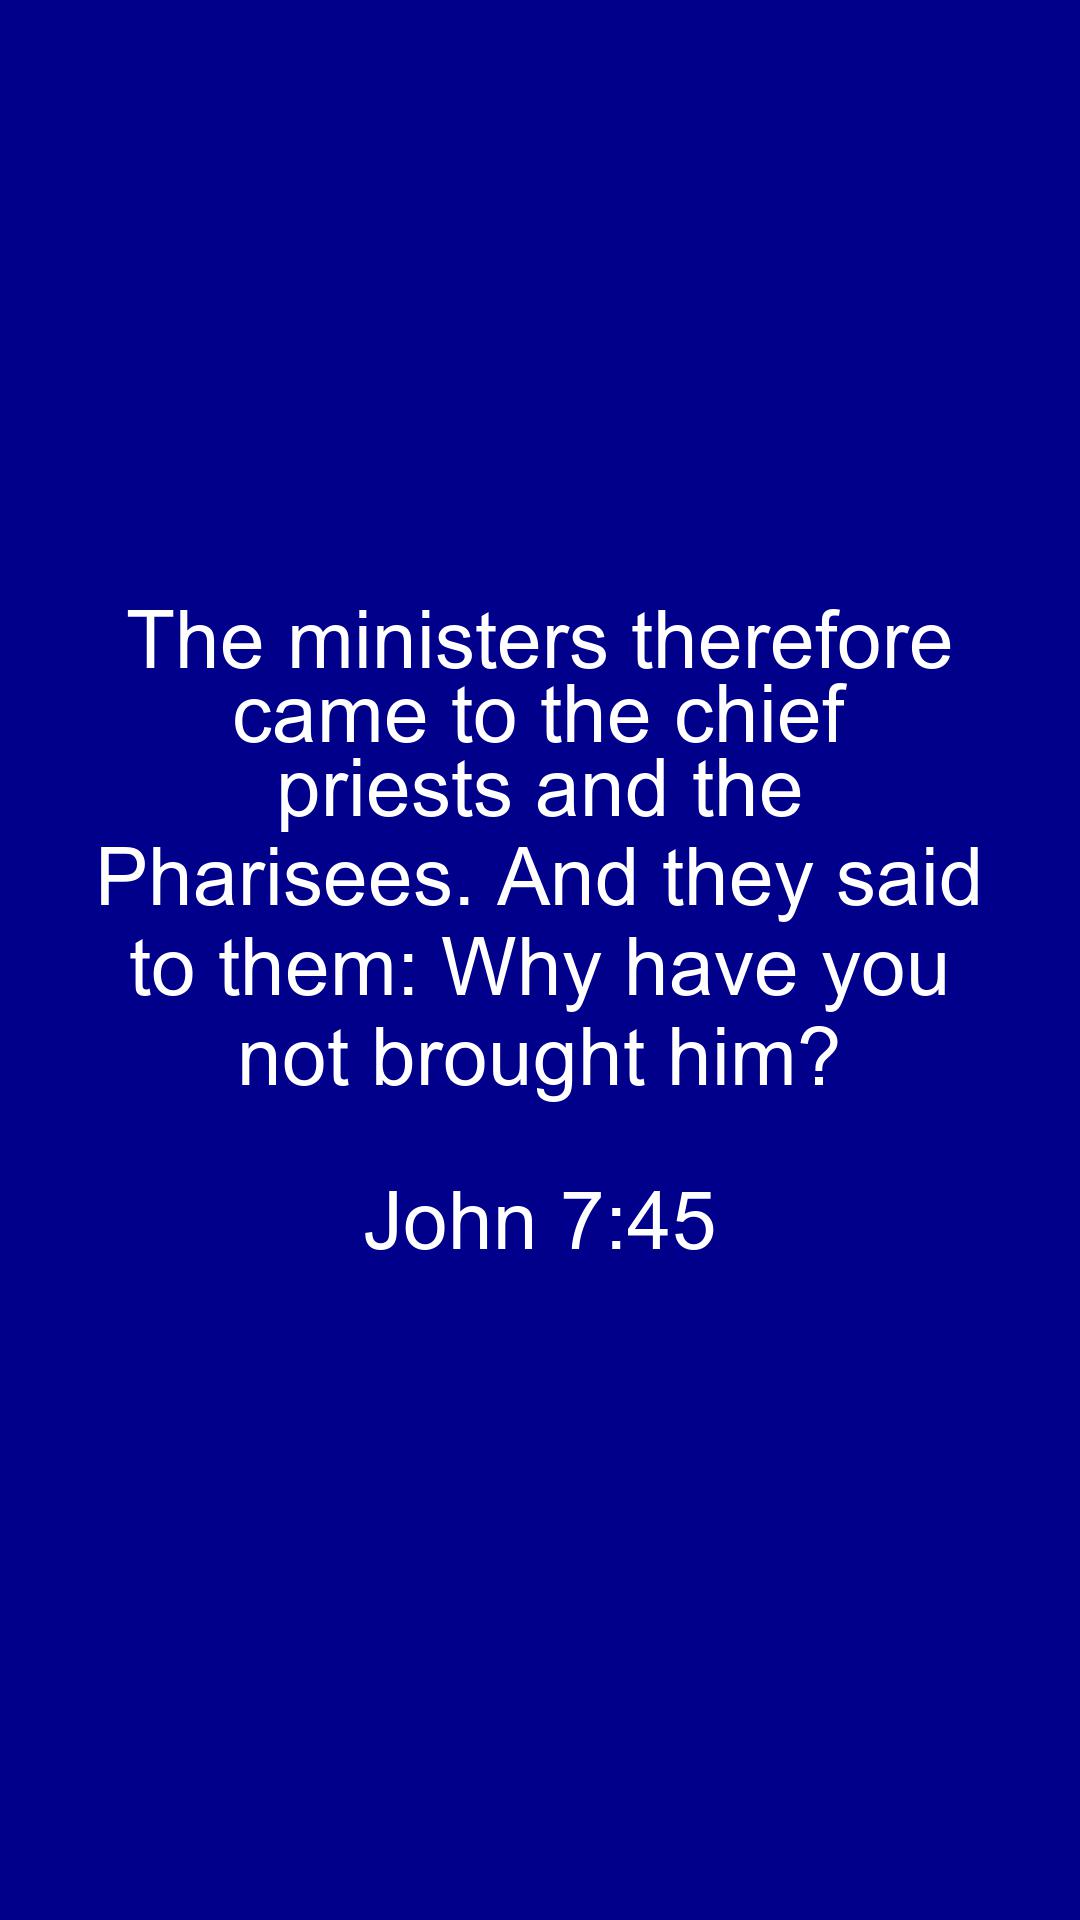 The ministers therefore
came to the chief
priests and the
Pharisees. And they said
to them: Why have you
not brought him?
John 7:45